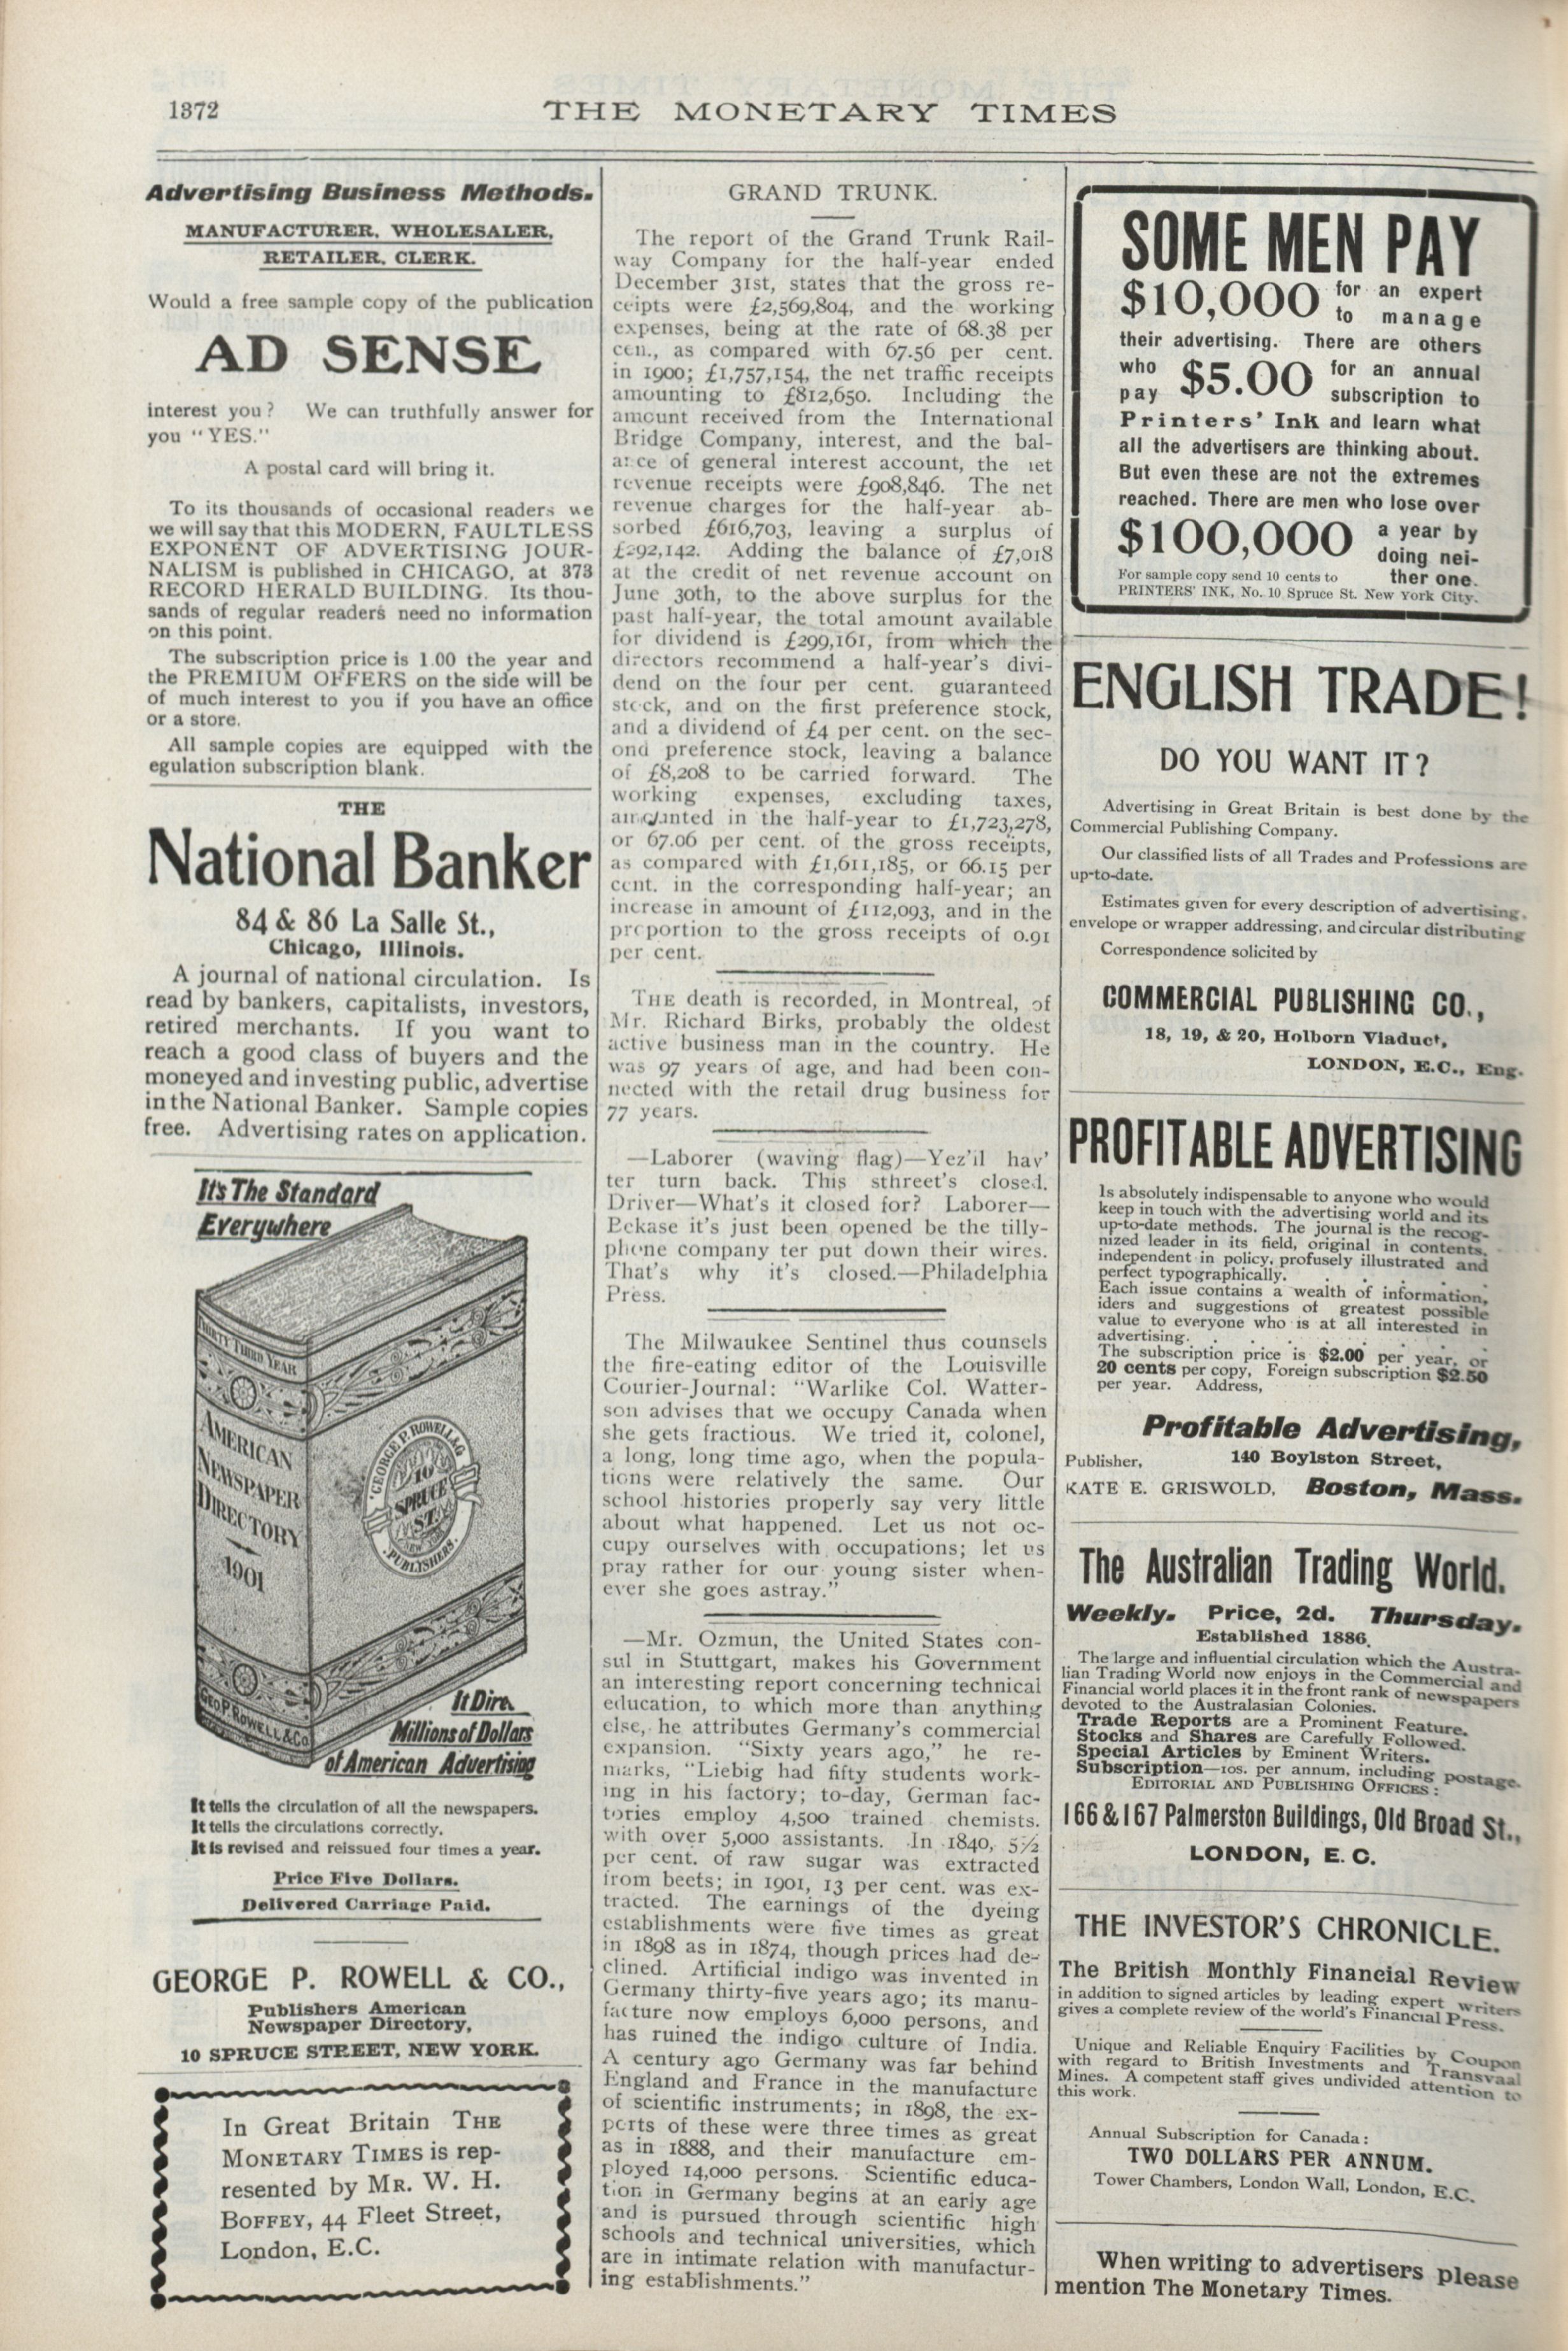 1372
THE MONETARY TIMES
Advertising Business Methods.
MANUFACTURER, WHOLESALER,
RETAILER, CLERK.
Would a free sample copy of the publication
AD SENSE
interest you? We can truthfully answer for
you "YES."
A postal card will bring it.
To its thousands of occasional readers we
we will say that this MODERN, FAULTLESS
EXPONENT OF ADVERTISING JOUR-
NALISM is published in CHICAGO, at 373
RECORD HERALD BUILDING. Its thou-
sands of regular readers need no information
on this point.
The subscription price is 1.00 the year and
the PREMIUM OFFERS on the side will be
of much interest to you if you have an office
or a store.
All sample copies are equipped with the
egulation subscription blank.
THE
National Banker
84 & 86 La Salle St.,
Chicago, Illinois.
A journal of national circulation. Is
read by bankers, capitalists, investors,
retired merchants. If you want to
reach a good class of buyers and the
moneyed and investing public, advertise
in the National Banker. Sample copies
free. Advertising rates on application.
It's The Standard
Everywhere
THIRTY THIRD YEAR
AMERICAN
NEWSPAPER
DIRECTORY
1901
GEORGE P. ROWELL & CO
10
SPRUCE
ST.
NEW YORK
PUBLISHERS.
GEO P. ROWELL & CO
It Dire
Millions of Dollars
of American Advertising
It tells the circulation of all the newspapers.
It tells the circulations correctly.
It is revised and reissued four times a year.
Price Five Dollars.
Delivered Carriage Paid.
GEORGE P. ROWELL & CO.,
Publishers American
Newspaper Directory,
10 SPRUCE STREET, NEW YORK.
In Great Britain THE
MONETARY TIMES is rep-
resented by MR. W. H.
BOFFEY, 44 Fleet Street,
London, E.C.
GRAND TRUNK.
The report of the Grand Trunk Rail-
way Company for the half-year ended
December 31st, states that the gross re-
ceipts were £2,569,804, and the working
expenses, being at the rate of 68.38 per
cen., as compared with 67.56 per cent.
in 1900; £1,757,154, the net traffic receipts
amounting to £812,650. Including the
amount received from the International
Bridge Company, interest, and the bal-
ance of general interest account, the net
revenue receipts were £908,846. The net
revenue charges for the half-year ab-
sorbed £616,703, leaving a surplus of
£292,142. Adding the balance of £7,018
at the credit of net revenue account on
June 30th, to the above surplus for the
past half-year, the total amount available
for dividend is £299,161, from which the
directors recommend a half-year's divi-
dend on the four per cent. guaranteed
stock, and on the first preference stock,
and a dividend of £4 per cent. on the sec-
ond preference stock, leaving a balance
of £8,208 to be carried forward. The
working expenses, excluding taxes,
amounted in the half-year to £1,723,278,
or 67.06 per cent. of the gross receipts,
as compared with £1,611,185, or 66.15 per
cent. in the corresponding half-year; an
increase in amount of £112,093, and in the
proportion to the gross receipts of 0.91
per cent.
THE death is recorded, in Montreal, of
Mr. Richard Birks, probably the oldest
active business man in the country. He
was 97 years of age, and had been con-
nected with the retail drug business for
77 years.
—Laborer (waving flag)—Yez'il hav'
ter turn back. This sthreet's closed.
Driver—What's it closed for? Laborer—
Bekase it's just been opened be the tilly-
phone company ter put down their wires.
That's why it's closed.—Philadelphia
Press.
The Milwaukee Sentinel thus counsels
the fire-eating editor of the Louisville
Courier-Journal: "Warlike Col. Watter-
son advises that we occupy Canada when
she gets fractious. We tried it, colonel,
a long, long time ago, when the popula-
tions were relatively the same. Our
school histories properly say very little
about what happened. Let us not oc-
cupy ourselves with occupations; let us
pray rather for our young sister when-
ever she goes astray."
—Mr. Ozmun, the United States con-
sul in Stuttgart, makes his Government
an interesting report concerning technical
education, to which more than anything
else, he attributes Germany's commercial
expansion. "Sixty years ago," he re-
marks, "Liebig had fifty students work-
ing in his factory; to-day, German fac-
tories employ 4,500 trained chemists.
with over 5,000 assistants. In 1840, 5½
per cent. of raw sugar was extracted
from beets; in 1901, 13 per cent. was ex-
tracted. The earnings of the dyeing
establishments were five times as great
in 1898 as in 1874, though prices had de-
clined. Artificial indigo was invented in
Germany thirty-five years ago; its manu-
facture now employs 6,000 persons, and
has ruined the indigo culture of India.
A century ago Germany was far behind
England and France in the manufacture
of scientific instruments; in 1898, the ex-
ports of these were three times as great
as in 1888, and their manufacture em-
ployed 14,000 persons. Scientific educa-
tion in Germany begins at an early age
and is pursued through scientific high
schools and technical universities, which
are in intimate relation with manufactur-
ing establishments."
SOME MEN PAY
$10,000 for an expert
to manage
their advertising. There are others
who pay $5.00 for an annual
subscription to
Printers' Ink and learn what
all the advertisers are thinking about.
But even these are not the extremes
reached. There are men who lose over
$100,000 a year by
doing nei-
ther one.
For sample copy send 10 cents to
PRINTERS' INK, No. 10 Spruce St. New York City.
ENGLISH TRADE!
DO YOU WANT IT?
Advertising in Great Britain is best done by the
Commercial Publishing Company.
Our classified lists of all Trades and Professions are
up-to-date.
Estimates given for every description of advertising,
envelope or wrapper addressing, and circular distributing
Correspondence solicited by
COMMERCIAL PUBLISHING CO.,
18, 19, & 20, Holborn Viaduct,
LONDON, E.C., Eng.
PROFITABLE ADVERTISING
Is absolutely indispensable to anyone who would
keep in touch with the advertising world and its
up-to-date methods. The journal is the recog-
nized leader in its field, original in contents,
independent in policy, profusely illustrated and
perfect typographically. . . . .
Each issue contains a wealth of information,
iders and suggestions of greatest possible
value to everyone who is at all interested in
advertising. . . . . . .
The subscription price is $2.00 per year, or
20 cents per copy, Foreign subscription $2.50
per year. Address,
Profitable Advertising,
140 Boylston Street,
Publisher,
KATE E. GRISWOLD, Boston, Mass.
The Australian Trading World.
Weekly. Price, 2d. Thursday.
Established 1886.
The large and influential circulation which the Austra-
lian Trading World now enjoys in the Commercial and
Financial world places it in the front rank of newspapers
devoted to the Australasian Colonies.
Trade Reports are a Prominent Feature.
Stocks and Shares are Carefully Followed.
Special Articles by Eminent Writers.
Subscription—10s. per annum, including postage.
EDITORIAL AND PUBLISHING OFFICES:
166 & 167 Palmerston Buildings, Old Broad St.,
LONDON, E. C.
THE INVESTOR'S CHRONICLE.
The British Monthly Financial Review
in addition to signed articles by leading expert writers
gives a complete review of the world's Financial Press.
Unique and Reliable Enquiry Facilities by Coupon
with regard to British Investments and Transvaal
Mines. A competent staff gives undivided attention to
this work.
Annual Subscription for Canada:
TWO DOLLARS PER ANNUM.
Tower Chambers, London Wall, London, E.C.
When writing to advertisers please
mention The Monetary Times.